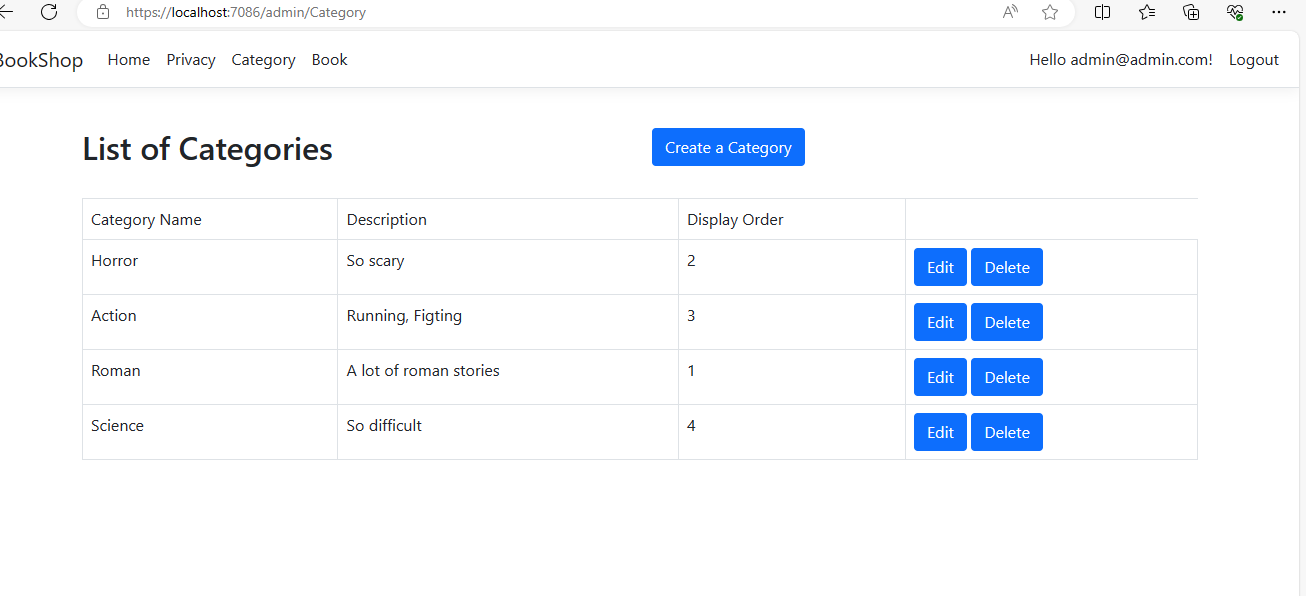 https://localhost:7086/admin/Category
BookShop Home Privacy Category Book Hello admin@admin.com! Logout
List of Categories Create a Category
Category Name Description Display Order
Horror So scary 2 Edit Delete
Action Running, Figting 3 Edit Delete
Roman A lot of roman stories 1 Edit Delete
Science So difficult 4 Edit Delete